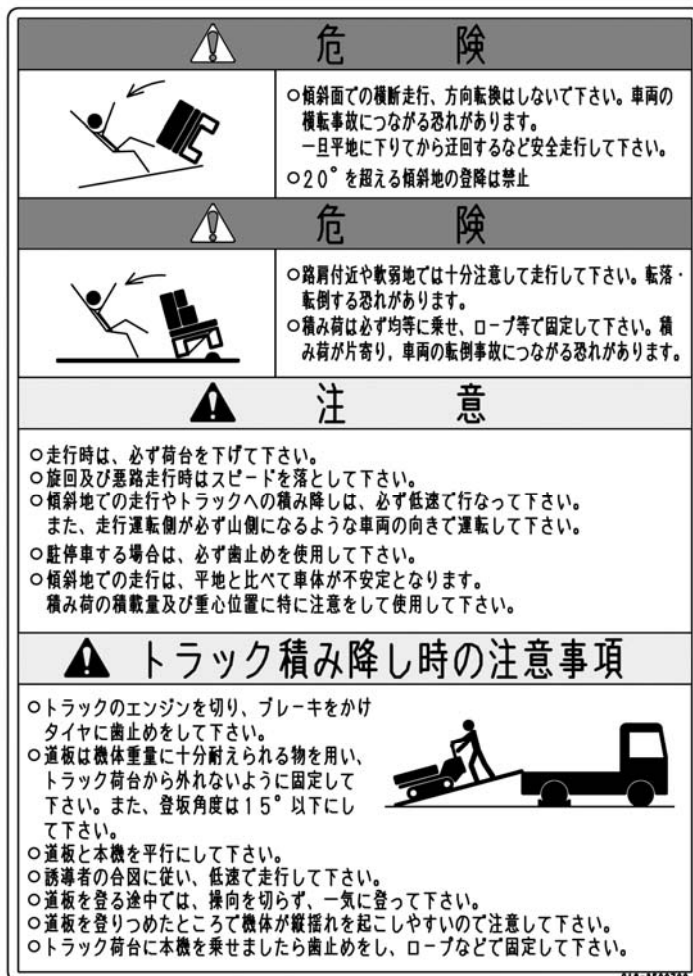 危 険
○傾斜面での横断走行、方向転換はしないで下さい。車両の
横転事故につながる恐れがあります。
一旦平地に下りてから迂回するなど安全走行して下さい。
○20°を超える傾斜地の登降は禁止
危 険
○路肩付近や軟弱地では十分注意して走行して下さい。転落・
転倒する恐れがあります。
○積み荷は必ず均等に乗せ、ロープ等で固定して下さい。積
み荷が片寄り，車両の転倒事故につながる恐れがあります。
注 意
○走行時は、必ず荷台を下げて下さい。
○旋回及び悪路走行時はスピードを落として下さい。
○傾斜地での走行やトラックへの積み降しは、必ず低速で行なって下さい。
また、走行運転側が必ず山側になるような車両の向きで運転して下さい。
○駐停車する場合は、必ず歯止めを使用して下さい。
○傾斜地での走行は、平地と比べて車体が不安定となります。
積み荷の積載量及び重心位置に特に注意をして使用して下さい。
トラック積み降し時の注意事項
○トラックのエンジンを切り、ブレーキをかけ
タイヤに歯止めをして下さい。
○道板は機体重量に十分耐えられる物を用い、
トラック荷台から外れないように固定して
下さい。また、登坂角度は15°以下にし
て下さい。
○道板と本機を平行にして下さい。
○誘導者の合図に従い、低速で走行して下さい。
○道板を登る途中では、操向を切らず、一気に登って下さい。
○道板を登りつめたところで機体が縦揺れを起こしやすいので注意して下さい。
○トラック荷台に本機を乗せましたら歯止めをし、ロープなどで固定して下さい。